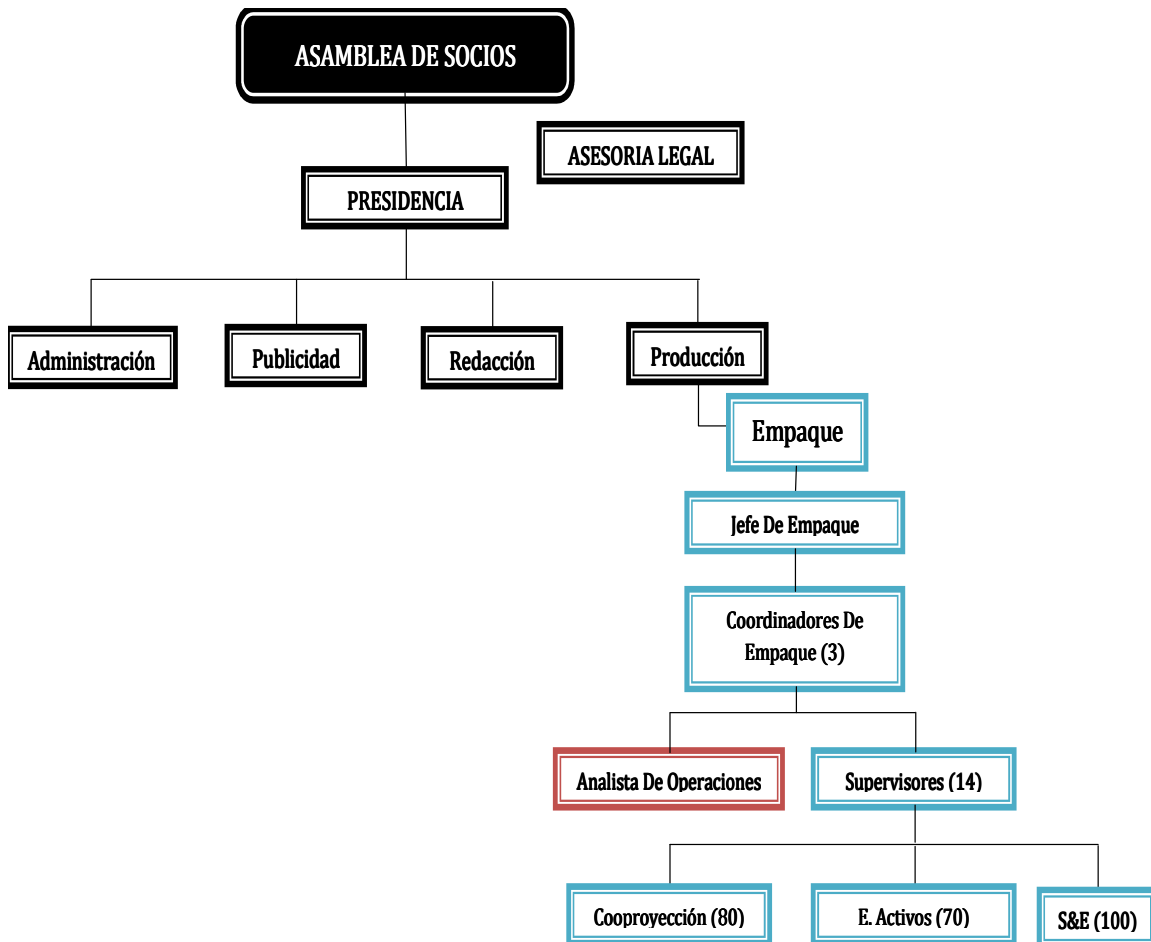 ASAMBLEA DE SOCIOS
ASESORIA LEGAL
PRESIDENCIA
Administración
Publicidad
Redacción
Producción
Empaque
Jefe De Empaque
Coordinadores De
Empaque (3)
Analista De Operaciones
Supervisores (14)
Cooproyección (80)
E. Activos (70)
S&E (100)